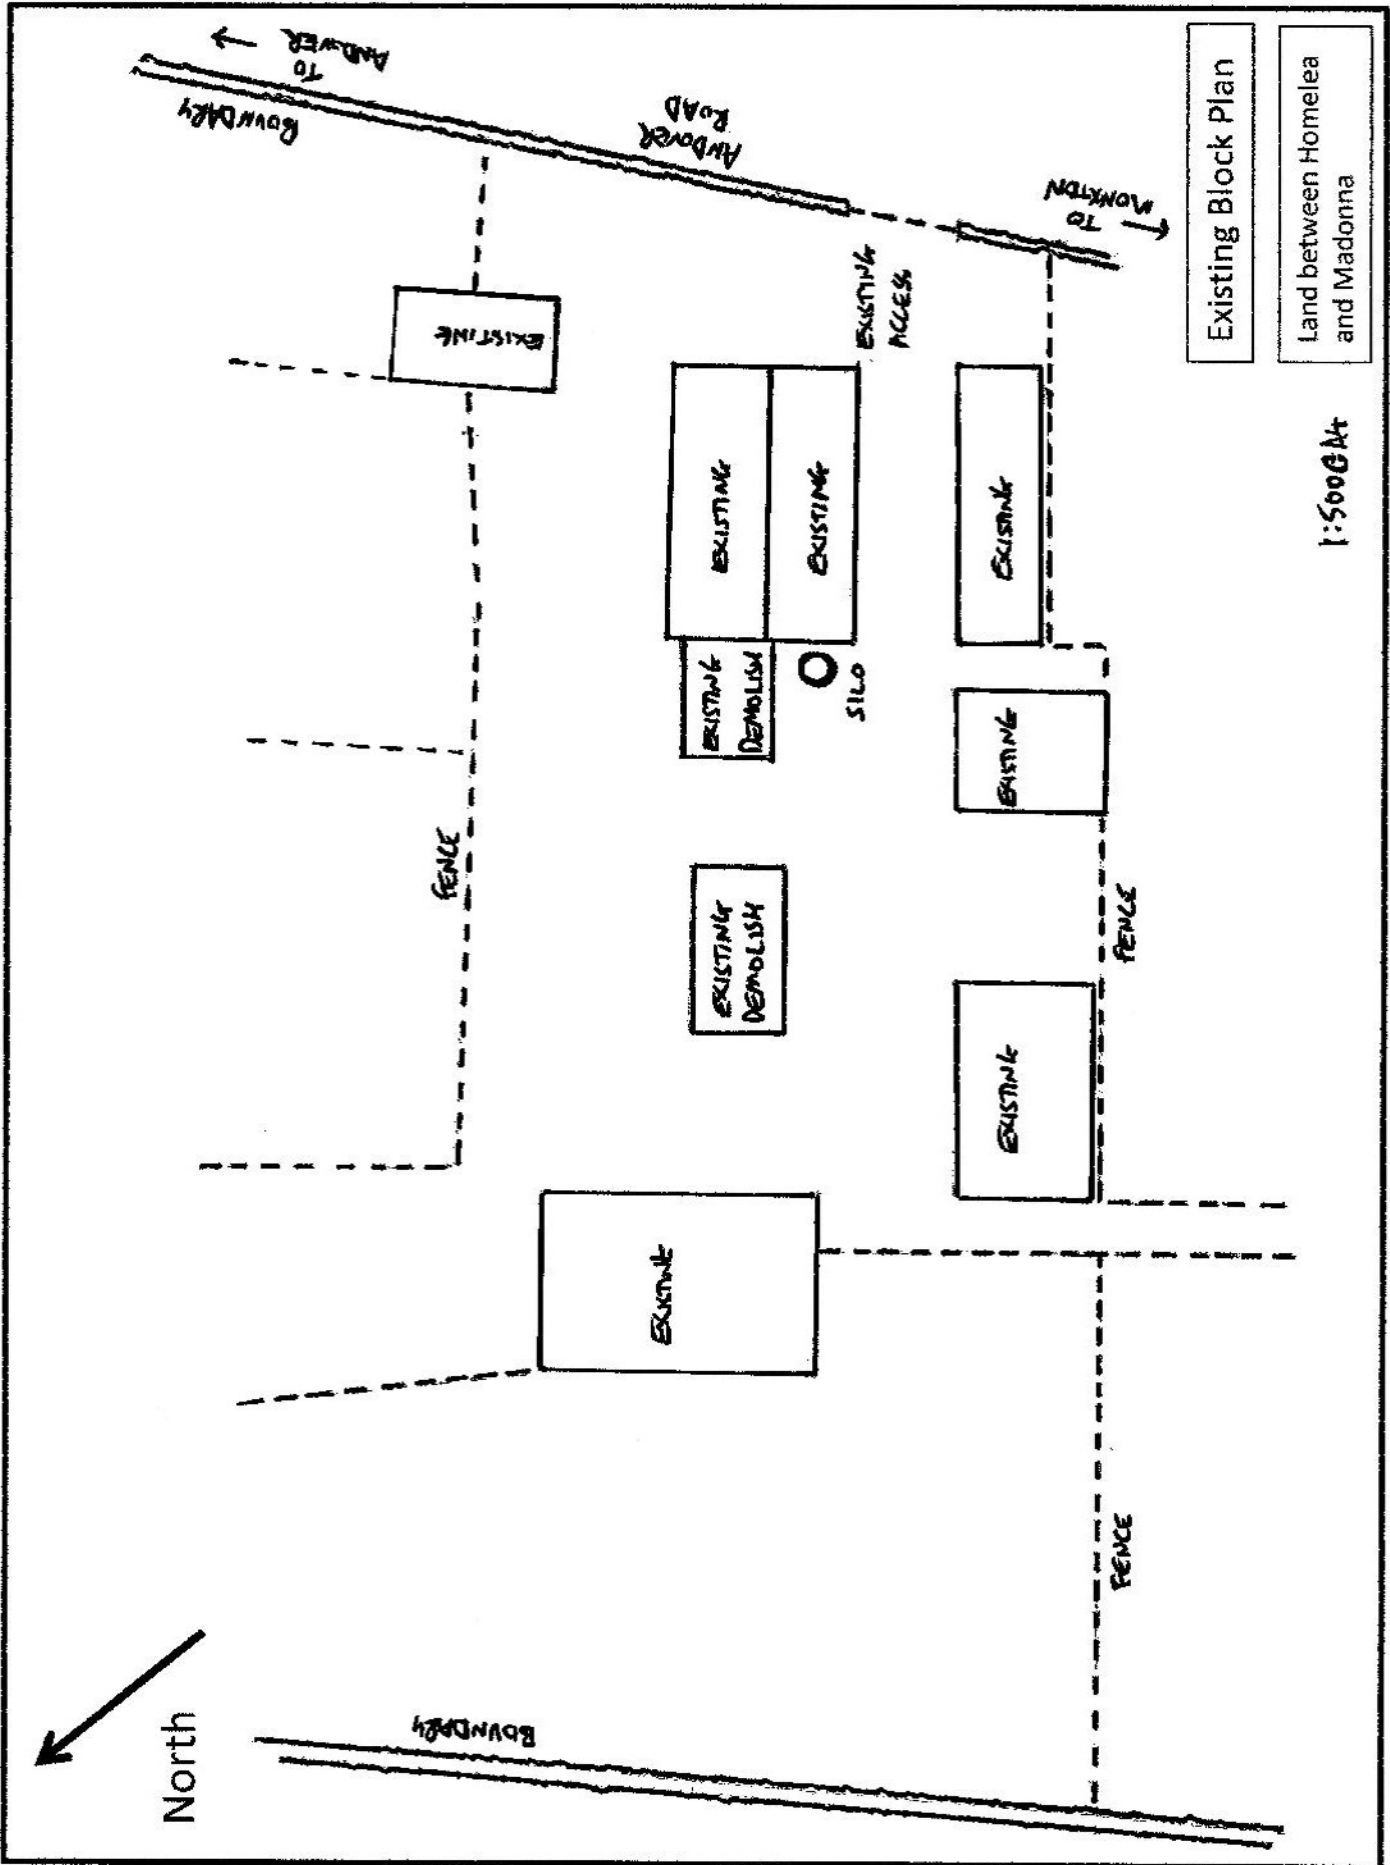 North
BOUNDARY
TO
ANDOVER
BOUNDARY
ANDOVER
ROAD
EXISTING
FENCE
EXISTING
EXISTING
DEMOLISH
EXISTING
DEMOLISH
EXISTING
EXISTING
SILO
EXISTING
ACCESS
EXISTING
EXISTING
EXISTING
FENCE
FENCE
TO
MONXTON
Existing Block Plan
Land between Homelea
and Madonna
1:500@A4